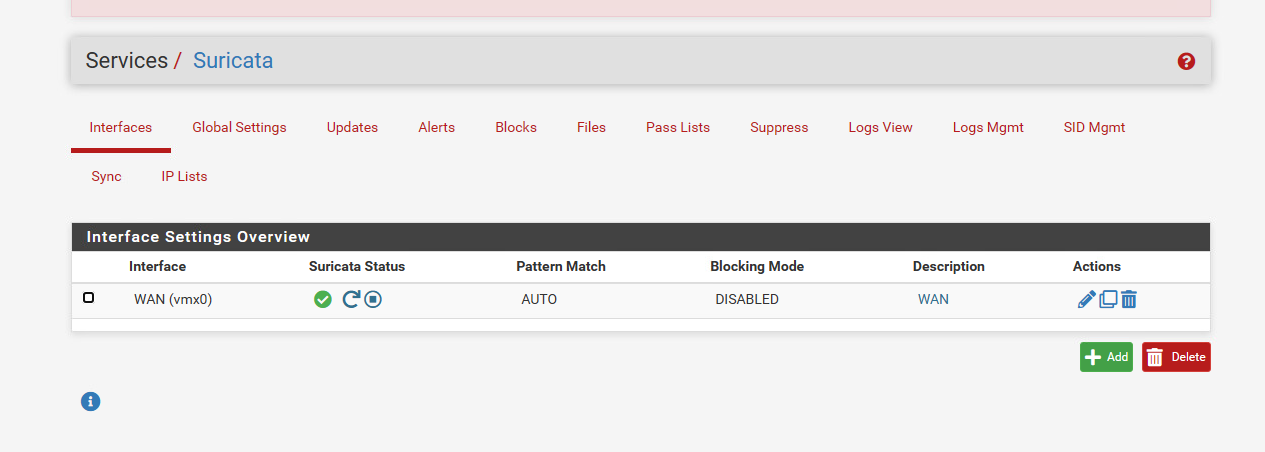 Services / Suricata
Interfaces Global Settings Updates Alerts Blocks Files Pass Lists Suppress Logs View Logs Mgmt SID Mgmt
Sync IP Lists
Interface Settings Overview
Interface Suricata Status Pattern Match Blocking Mode Description Actions
WAN (vmx0) AUTO DISABLED WAN
Add Delete